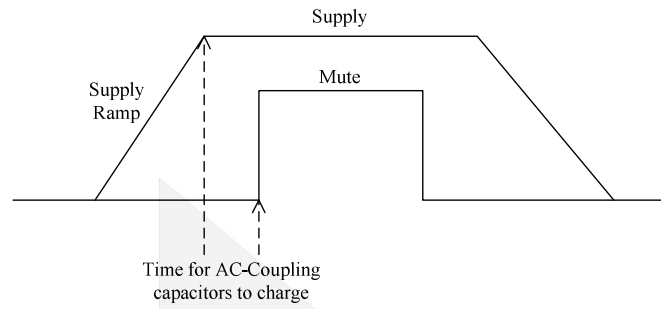 Supply
Mute
Supply
Ramp
Time for AC-Coupling
capacitors to charge